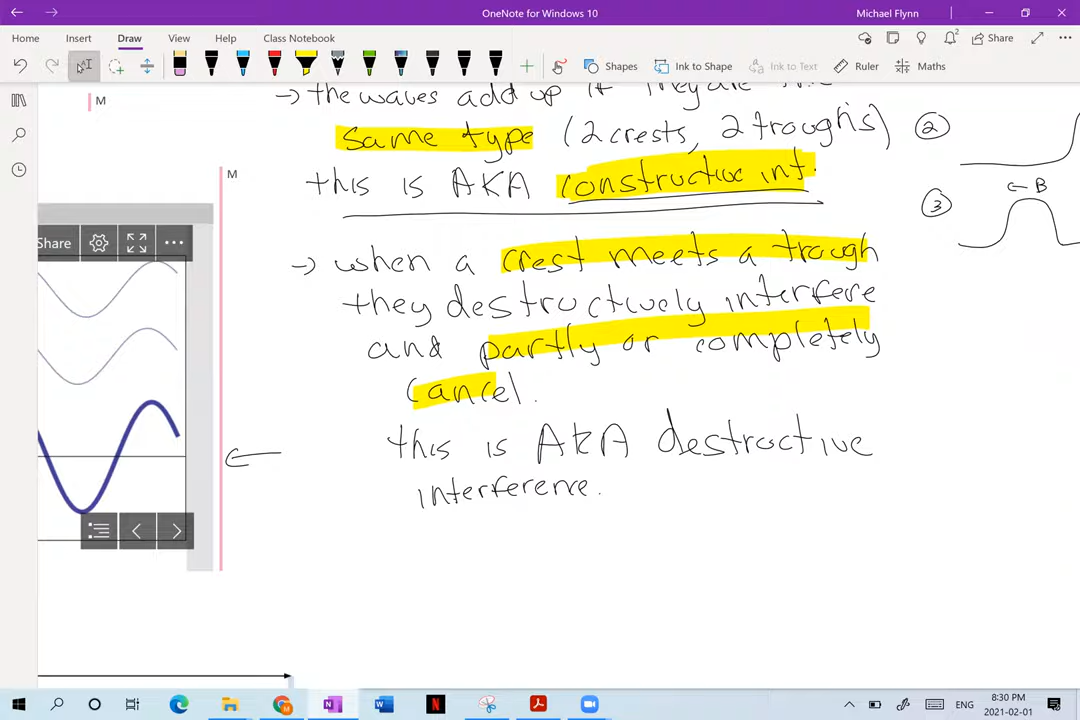 OneNote for Windows 10
Michael Flynn
Home Insert Draw View Help Class Notebook
Share
Shapes Ink to Shape Ink to Text Ruler Maths
M
→ the waves add up if they are
same type (2 crests, 2 troughs)
this is AKA constructive int.
M
Share
→ when a crest meets a trough
they destructively interfere
and partly or completely
cancel.
this is AKA destructive
interference.
2
← B
3
ENG
8:30 PM
2021-02-01